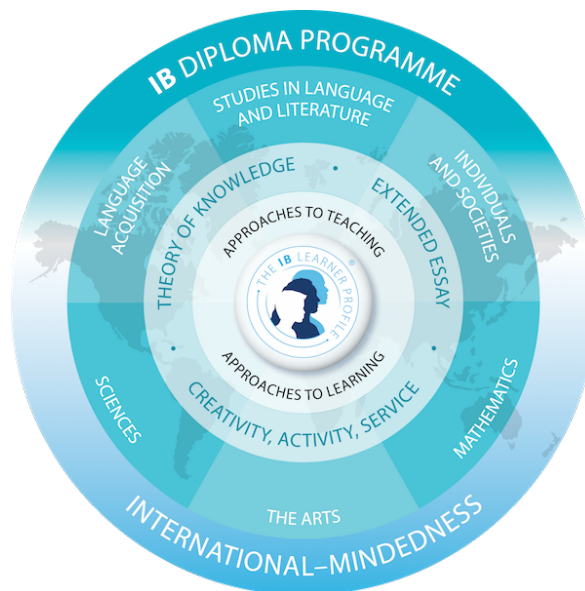 IB DIPLOMA PROGRAMME
STUDIES IN LANGUAGE
AND LITERATURE
LANGUAGE
ACQUISITION
INDIVIDUALS
AND SOCIETIES
THEORY OF KNOWLEDGE
EXTENDED ESSAY
APPROACHES TO TEACHING
THE IB LEARNER PROFILE ®
APPROACHES TO LEARNING
CREATIVITY, ACTIVITY, SERVICE
SCIENCES
MATHEMATICS
THE ARTS
INTERNATIONAL–MINDEDNESS